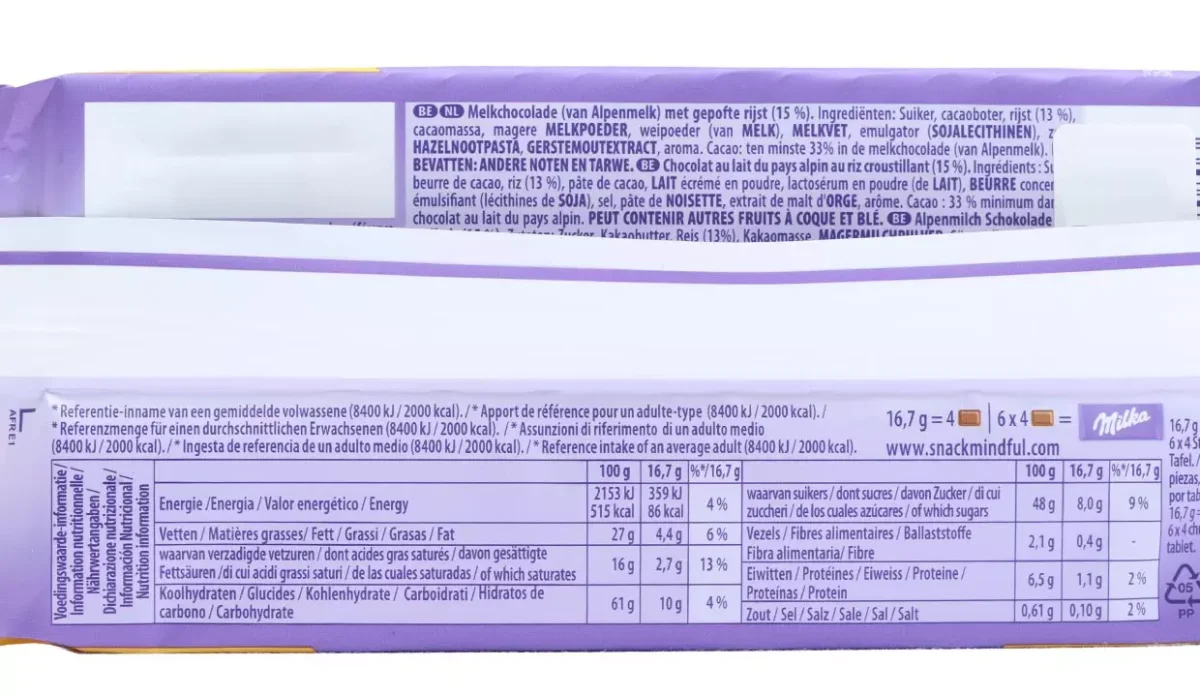 BE NL Melkchocolade (van Alpenmelk) met gepofte rijst (15 %). Ingrediënten: Suiker, cacaoboter, rijst (13 %),
cacaomassa, magere MELKPOEDER, weipoeder (van MELK), MELKVET, emulgator (SOJALECITHINEN),
HAZELNOOTPASTA, GERSTEMOUTEXTRACT, aroma. Cacao: ten minste 33% in de melkchocolade (van Alpenmelk).
BEVATTEN: ANDERE NOTEN EN TARWE. BE Chocolat au lait du pays alpin au riz croustillant (15 %). Ingrédients :
beurre de cacao, riz (13 %), pâte de cacao, LAIT écrémé en poudre, lactosérum en poudre (de LAIT), BEURRE
émulsifiant (lécithines de SOJA), sel, pâte de NOISETTE, extrait de malt d'ORGE, arôme. Cacao : 33 % minimum
chocolat au lait du pays alpin. PEUT CONTENIR AUTRES FRUITS À COQUE ET BLÉ. BE Alpenmilch Schokolade
Zucker, Kakaobutter, Reis (13%), Kakaomasse, MAGERMILCHPULVER,
AFRE1
* Referentie-inname van een gemiddelde volwassene (8400 kJ / 2000 kcal). / * Apport de référence pour un adulte-type (8400 kJ / 2000 kcal). /
* Referenzmenge für einen durchschnittlichen Erwachsenen (8400 kJ / 2000 kcal). / * Assunzioni di riferimento di un adulto medio
(8400 kJ / 2000 kcal). / * Ingesta de referencia de un adulto medio (8400 kJ / 2000 kcal). / * Reference intake of an average adult (8400 kJ / 2000 kcal).
16,7 g = 4 | 6 x 4 = Milka
www.snackmindful.com
Voedingswaarde-informatie /
Information nutritionnelle /
Nährwertangaben /
Dichiarazione nutrizionale /
Información Nutricional /
Nutrition information
100 g 16,7 g %*/16,7 g
Energie /Energia / Valor energético / Energy 2153 kJ 359 kJ 4 %
515 kcal 86 kcal
Vetten / Matières grasses/ Fett / Grassi / Grasas / Fat 27 g 4,4 g 6 %
waarvan verzadigde vetzuren / dont acides gras saturés / davon gesättigte
Fettsäuren /di cui acidi grassi saturi / de las cuales saturadas / of which saturates 16 g 2,7 g 13 %
Koolhydraten / Glucides / Kohlenhydrate / Carboidrati / Hidratos de
carbono / Carbohydrate 61 g 10 g 4 %
100 g 16,7 g %*/16,7 g
waarvan suikers / dont sucres / davon Zucker / di cui
zuccheri / de los cuales azúcares / of which sugars 48 g 8,0 g 9 %
Vezels / Fibres alimentaires / Ballaststoffe
Fibra alimentaria/ Fibre 2,1 g 0,4 g -
Eiwitten / Protéines / Eiweiss / Proteine /
Proteínas / Protein 6,5 g 1,1 g 2 %
Zout / Sel / Salz / Sale / Sal / Salt 0,61 g 0,10 g 2 %
16,7 g
6 x 4
Tafel. /
piezas,
por
16,7 g
6 x 4
tablet.
05
PP